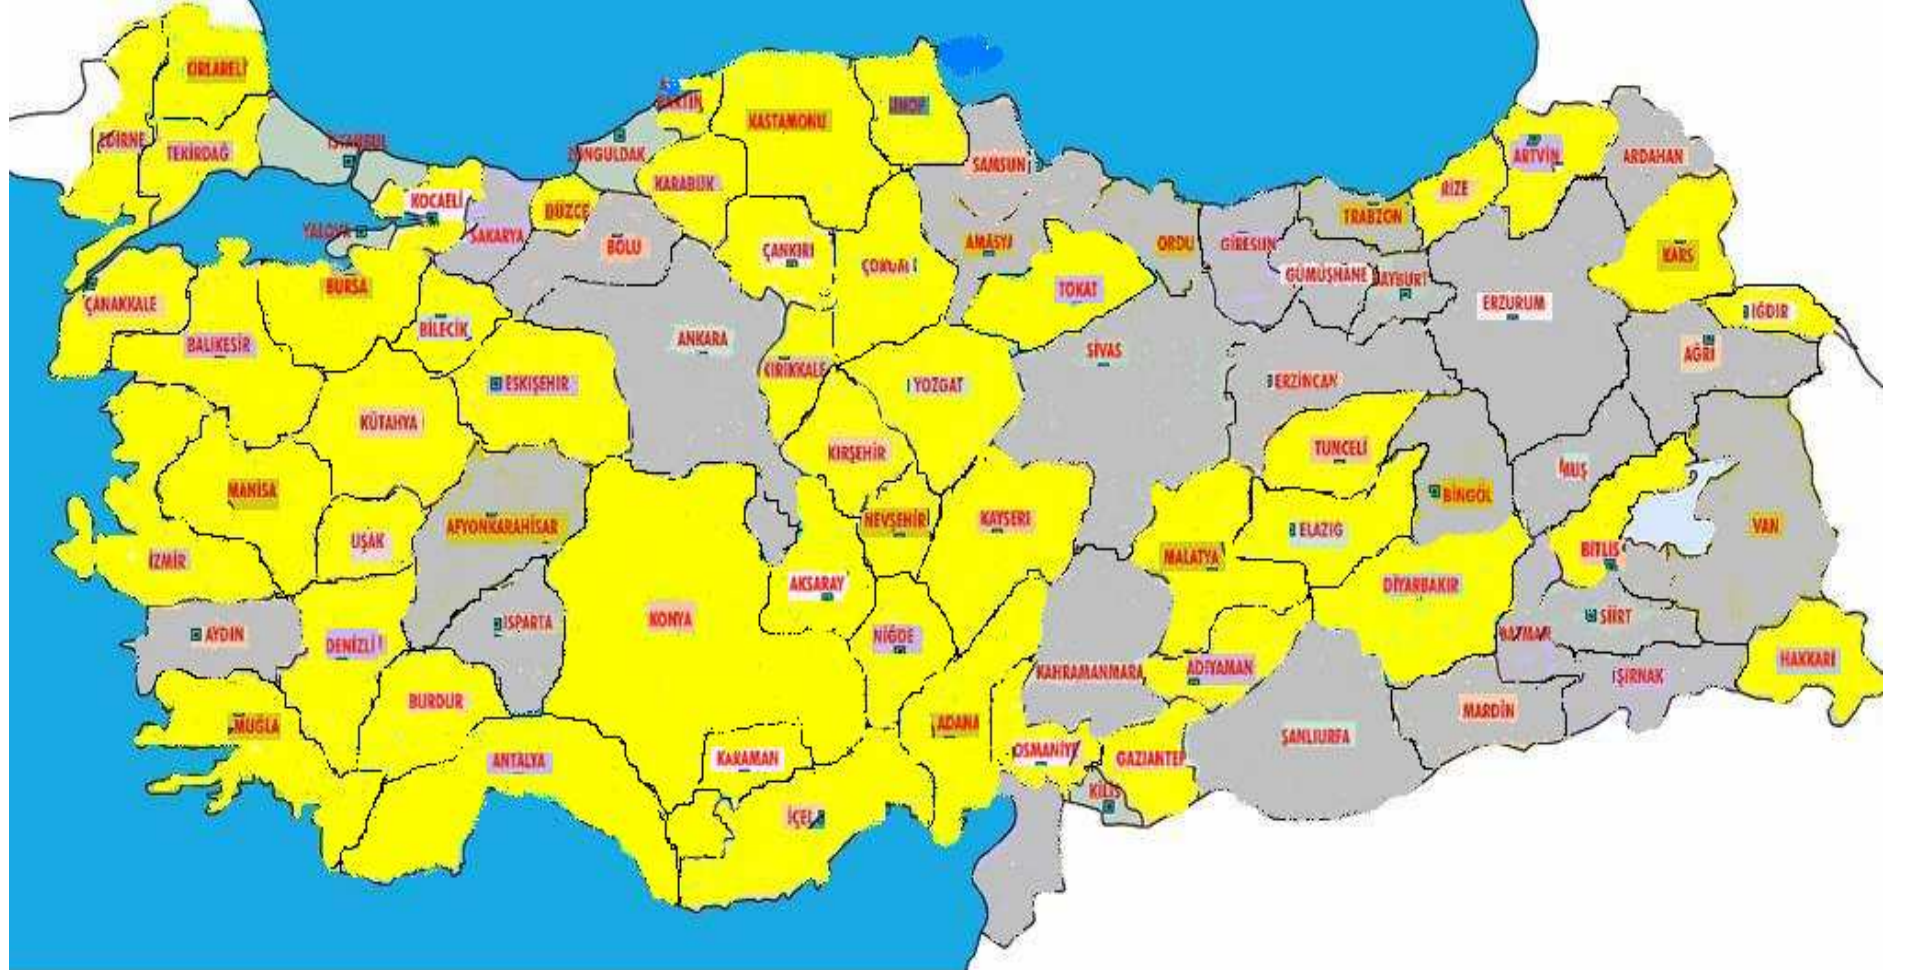 KIRLARELİ
EDİRNE
TEKİRDAĞ
İSTANBUL
KOCAELİ
YALOVA
SAKARYA
DÜZCE
BOLU
ZONGULDAK
BARTIN
KARABÜK
KASTAMONU
SİNOP
SAMSUN
ÇANKIRI
ÇORUM
AMASYA
TOKAT
ORDU
GİRESUN
TRABZON
RİZE
ARTVİN
ARDAHAN
KARS
IĞDIR
AĞRI
GÜMÜŞHANE
BAYBURT
ERZURUM
ÇANAKKALE
BALIKESİR
BURSA
BİLECİK
ESKİŞEHİR
ANKARA
KIRIKKALE
YOZGAT
SİVAS
ERZİNCAN
KÜTAHYA
KIRŞEHİR
TUNCELİ
BİNGÖL
MUŞ
MANİSA
UŞAK
AFYONKARAHİSAR
NEVŞEHİR
KAYSERİ
MALATYA
ELAZIG
DİYARBAKIR
BİTLİS
VAN
İZMİR
AYDIN
DENİZLİ
ISPARTA
KONYA
AKSARAY
NİĞDE
KAHRAMANMARA
ADIYAMAN
BATMAN
SİİRT
ŞIRNAK
HAKKARİ
MUĞLA
BURDUR
ANTALYA
KARAMAN
İÇEL
ADANA
OSMANİYE
GAZİANTEP
KİLİS
ŞANLIURFA
MARDİN